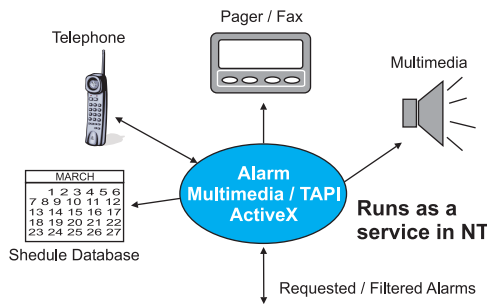 Pager / Fax
Telephone
Multimedia
MARCH
1 2 3 4 5 6
7 8 9 10 11 12
13 14 15 16 17
18 19 20 21 22
23 24 25 26 27
Shedule Database
Alarm
Multimedia / TAPI
ActiveX
Runs as a
service in NT
Requested / Filtered Alarms